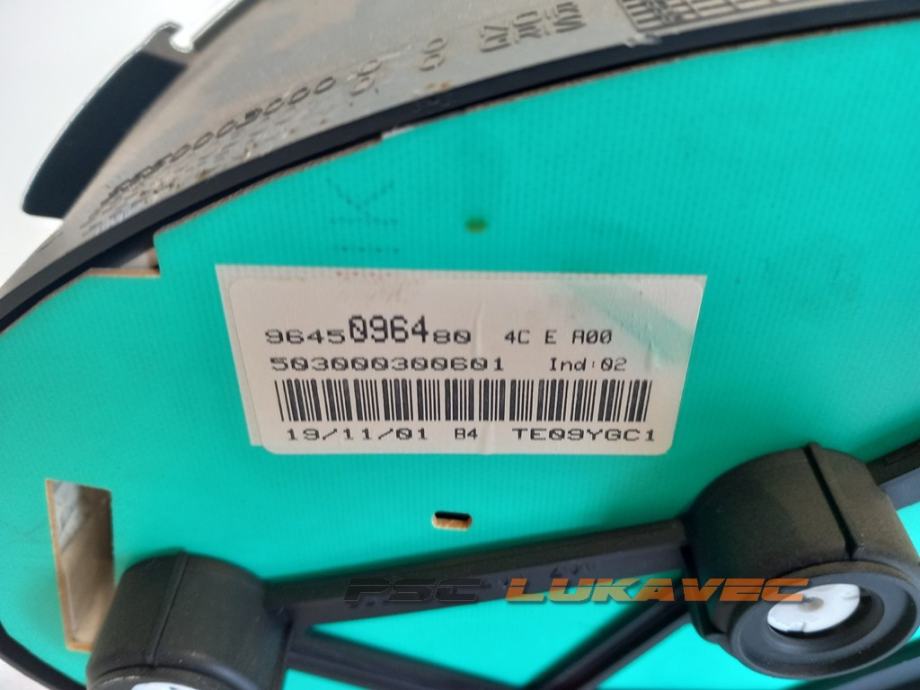 9645096480 4C E A00
503000300601 Ind:02
19/11/01 B4 TE09YGC1
PSC LUKAVEC